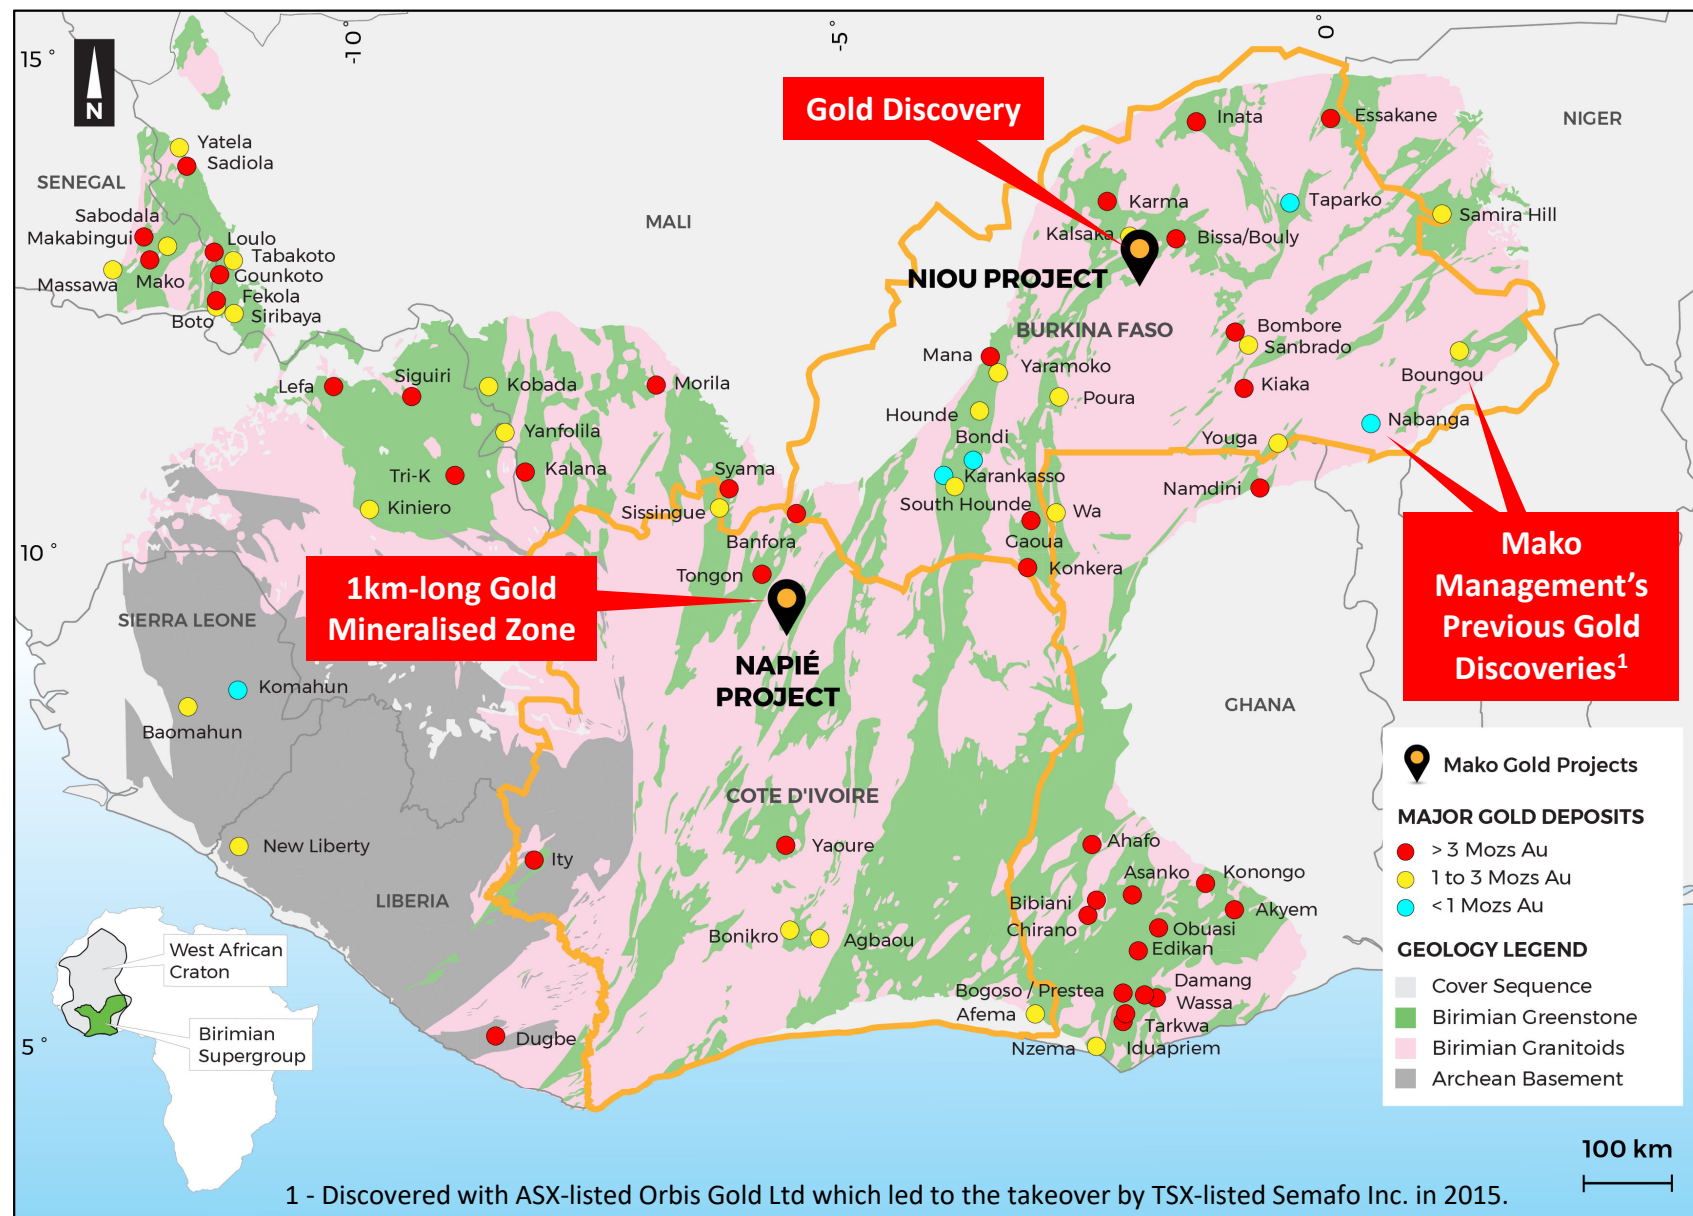 15 °
-10°
-5°
0°
N
Gold Discovery
NIGER
Inata
Essakane
Yatela
Sadiola
SENEGAL
MALI
Karma
Taparko
Samira Hill
Sabodala
Makabingui
Loulo
Tabakoto
Gounkoto
Massawa
Mako
Fekola
Boto
Siribaya
Kalsaka
Bissa/Bouly
NIOU PROJECT
BURKINA FASO
Bombore
Sanbrado
Mana
Yaramoko
Kiaka
Boungou
Lefa
Siguiri
Kobada
Morila
Hounde
Poura
Nabanga
Yanfolila
Bondi
Youga
Tri-K
Kalana
Syama
Karankasso
Namdini
Kiniero
Sissingue
South Hounde
Wa
Banfora
Gaoua
10 °
Tongon
Konkera
1km-long Gold
Mineralised Zone
Mako
Management’s
Previous Gold
Discoveries1
SIERRA LEONE
NAPIÉ
PROJECT
Komahun
Baomahun
GHANA
COTE D'IVOIRE
New Liberty
Ity
Yaoure
Ahafo
LIBERIA
Asanko
Konongo
Bibiani
Chirano
Akyem
Obuasi
Edikan
Bonikro
Agbaou
Bogoso / Prestea
Damang
Wassa
Afema
Tarkwa
Nzema
Iduapriem
Dugbe
5 °
West African
Craton
Birimian
Supergroup
Mako Gold Projects
MAJOR GOLD DEPOSITS
> 3 Mozs Au
1 to 3 Mozs Au
< 1 Mozs Au
GEOLOGY LEGEND
Cover Sequence
Birimian Greenstone
Birimian Granitoids
Archean Basement
100 km
1 - Discovered with ASX-listed Orbis Gold Ltd which led to the takeover by TSX-listed Semafo Inc. in 2015.